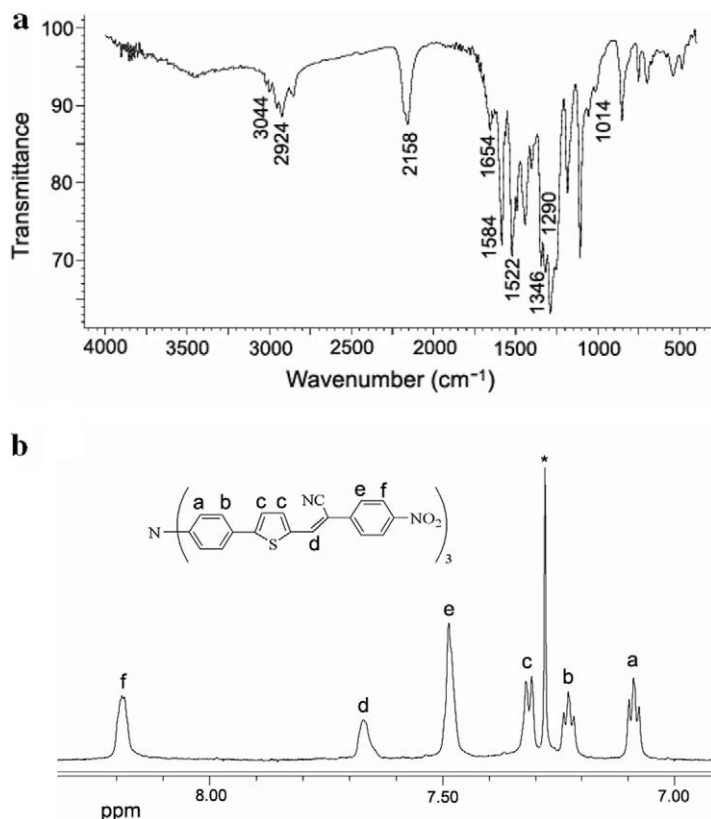 a
100
90
80
70
Transmittance
3044
2924
2158
1654
1584
1522
1346
1290
1014
4000 3500 3000 2500 2000 1500 1000 500
Wavenumber (cm⁻¹)
b
*
a b c c NC e f
N S d NO₂
3
f d e c b a
8.00 7.50 7.00
ppm